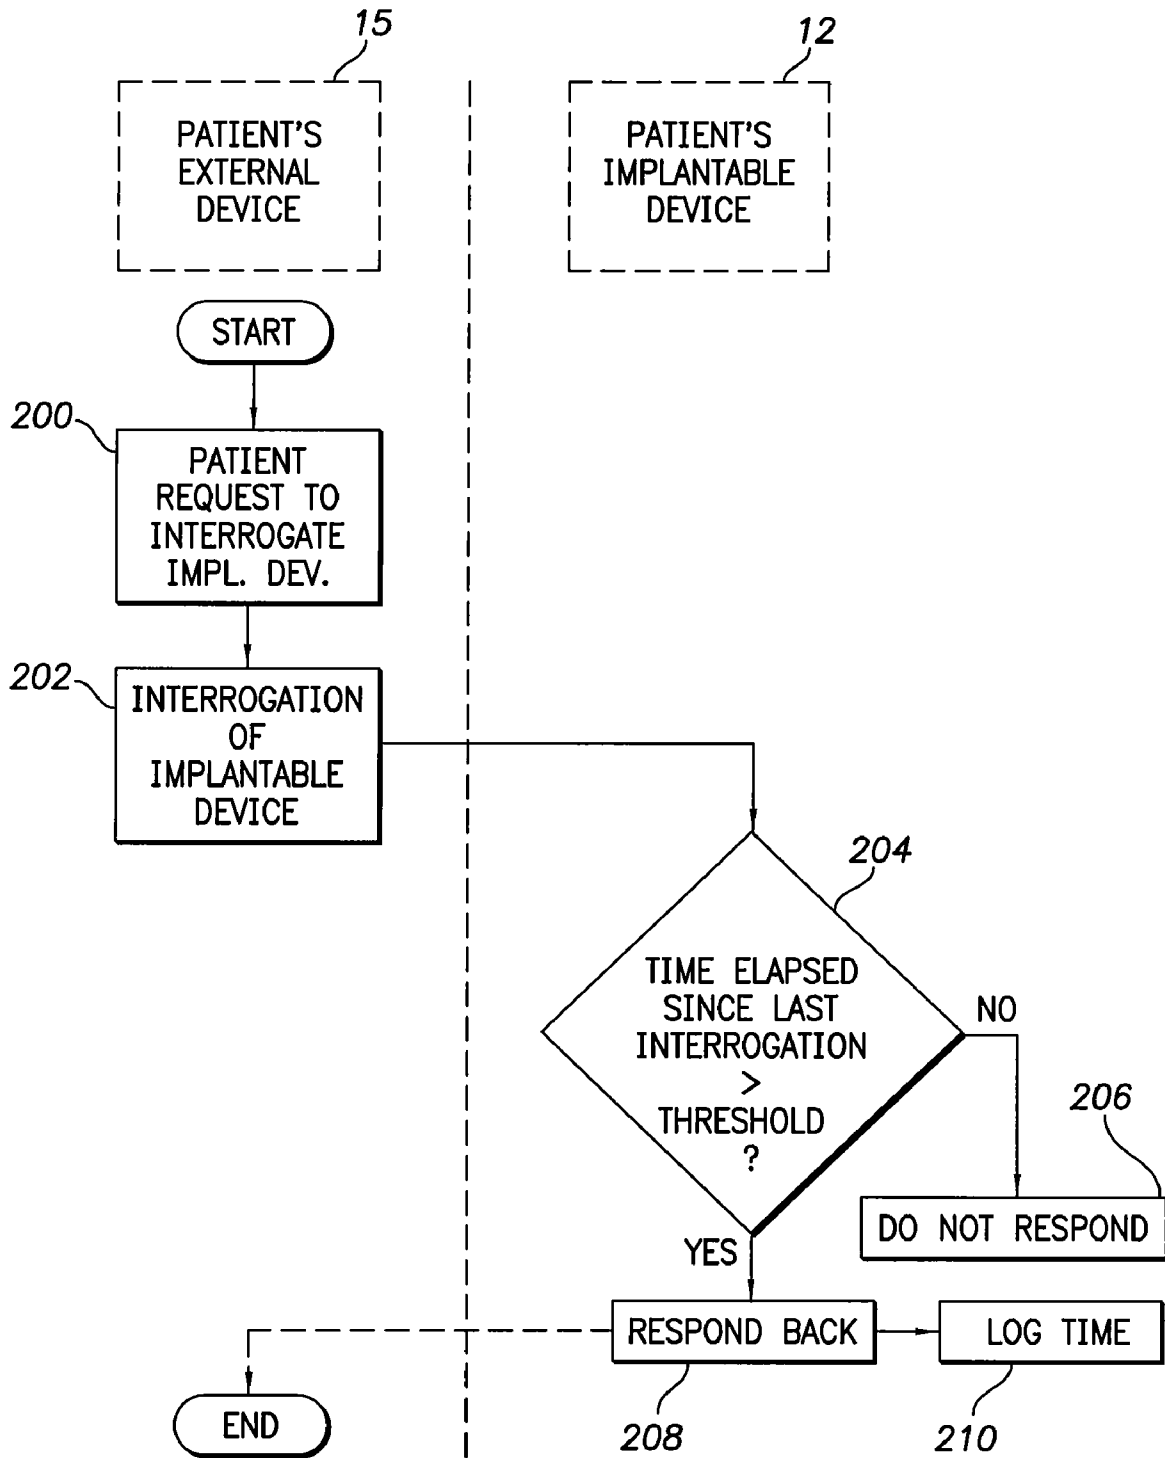 15
12
PATIENT'S
EXTERNAL
DEVICE
PATIENT'S
IMPLANTABLE
DEVICE
START
200
PATIENT
REQUEST TO
INTERROGATE
IMPL. DEV.
202
INTERROGATION
OF
IMPLANTABLE
DEVICE
204
TIME ELAPSED
SINCE LAST
INTERROGATION
>
THRESHOLD
?
NO
206
DO NOT RESPOND
YES
RESPOND BACK
LOG TIME
END
208
210